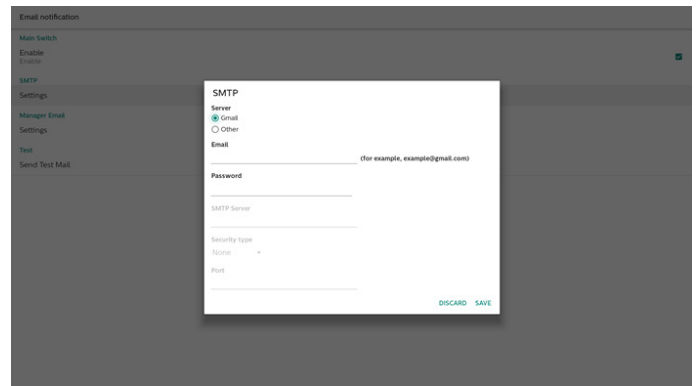 Email notification
Main Switch
Enable
Enable
SMTP
Settings
Manager Email
Settings
Test
Send Test Mail
SMTP
Server
Gmail
Other
Email
(for example, example@gmail.com)
Password
SMTP Server
Security type
None
Port
DISCARD SAVE